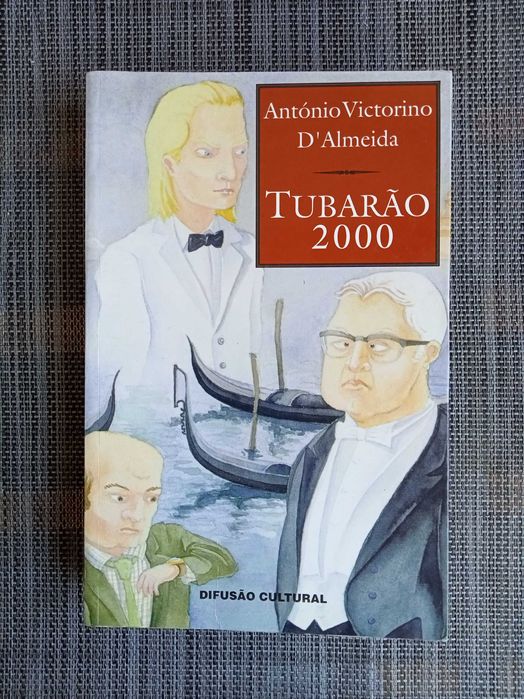 António Victorino
D'Almeida
TUBARÃO
2000
DIFUSÃO CULTURAL